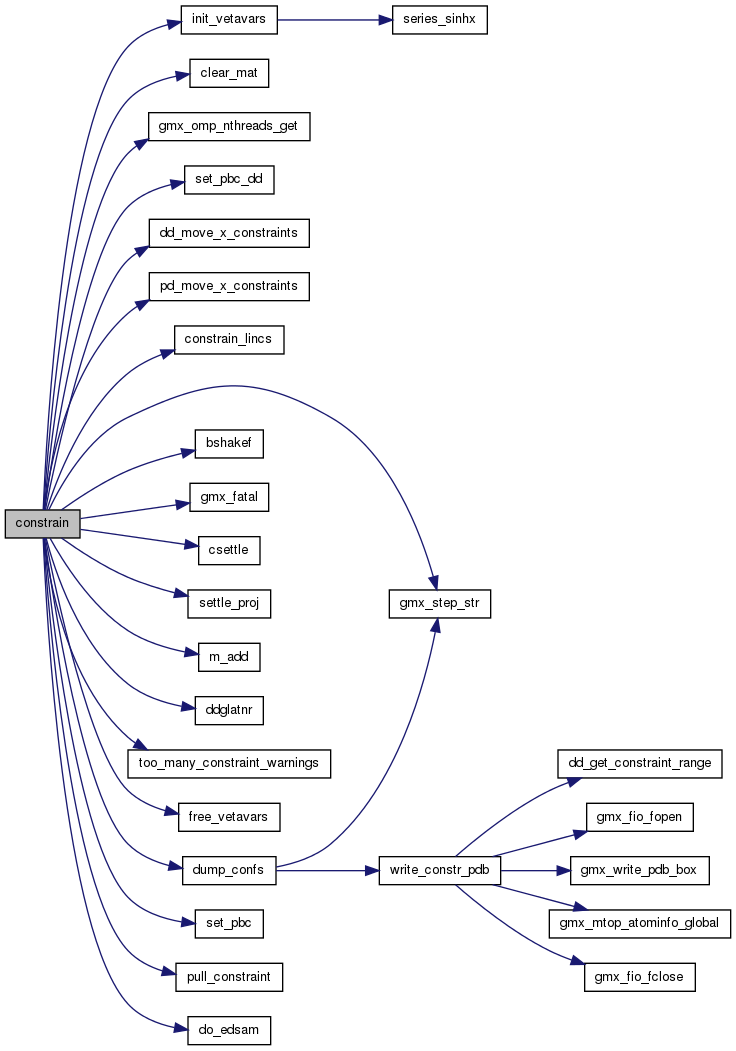 init_vetavars
series_sinhx
clear_mat
gmx_omp_nthreads_get
set_pbc_dd
dd_move_x_constraints
pd_move_x_constraints
constrain_lincs
bshakef
gmx_fatal
constrain
csettle
settle_proj
gmx_step_str
m_add
ddglatnr
too_many_constraint_warnings
dd_get_constraint_range
free_vetavars
gmx_fio_fopen
dump_confs
write_constr_pdb
gmx_write_pdb_box
set_pbc
gmx_mtop_atominfo_global
pull_constraint
gmx_fio_fclose
do_edsam